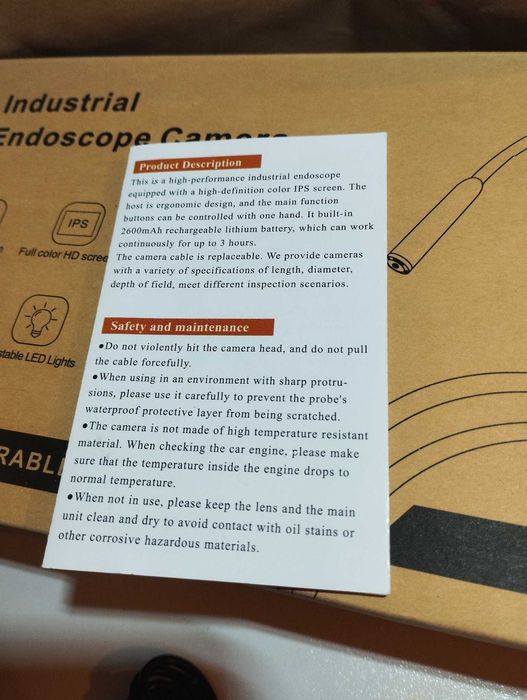 Industrial
Endoscope Camera
IPS
Full color HD scree
stable LED Lights
RABL
Product Description
This is a high-performance industrial endoscope
equipped with a high-definition color IPS screen. The
host is ergonomic design, and the main function
buttons can be controlled with one hand. It built-in
2600mAh rechargeable lithium battery, which can work
continuously for up to 3 hours.
The camera cable is replaceable. We provide cameras
with a variety of specifications of length, diameter,
depth of field, meet different inspection scenarios.
Safety and maintenance
●Do not violently hit the camera head, and do not pull
the cable forcefully.
●When using in an environment with sharp protru-
sions, please use it carefully to prevent the probe's
waterproof protective layer from being scratched.
●The camera is not made of high temperature resistant
material. When checking the car engine, please make
sure that the temperature inside the engine drops to
normal temperature.
●When not in use, please keep the lens and the main
unit clean and dry to avoid contact with oil stains or
other corrosive hazardous materials.